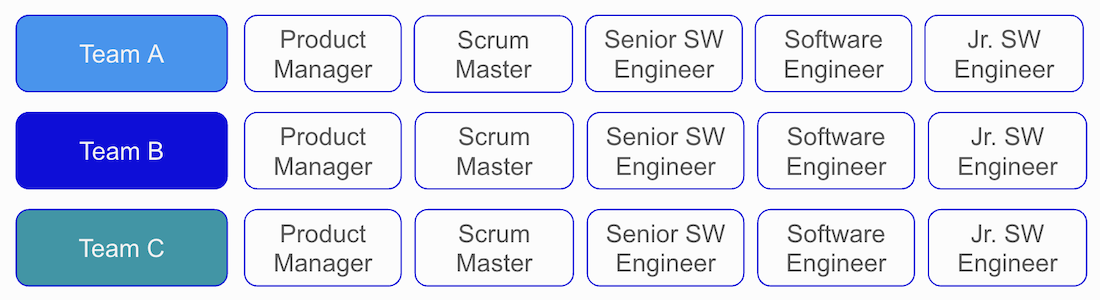 Team A
Product
Manager
Scrum
Master
Senior SW
Engineer
Software
Engineer
Jr. SW
Engineer
Team B
Product
Manager
Scrum
Master
Senior SW
Engineer
Software
Engineer
Jr. SW
Engineer
Team C
Product
Manager
Scrum
Master
Senior SW
Engineer
Software
Engineer
Jr. SW
Engineer